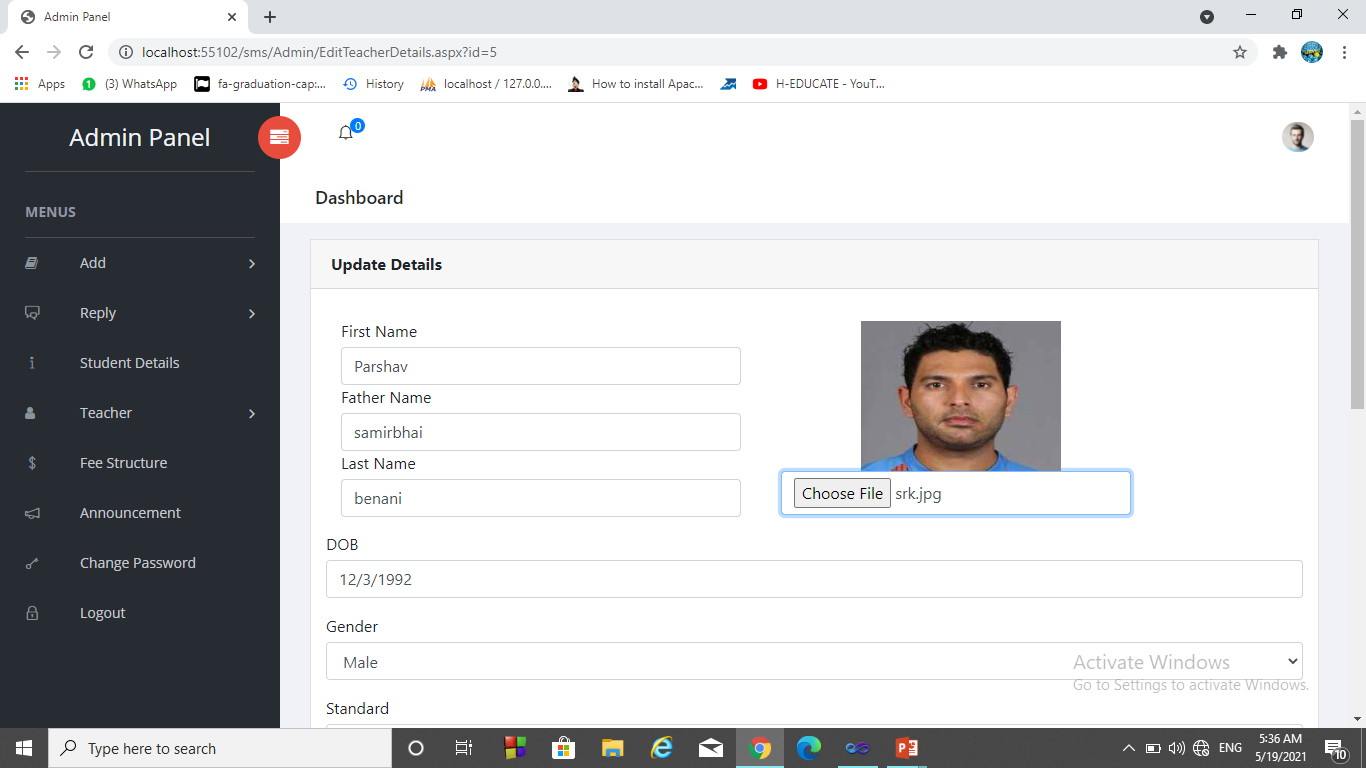 Admin Panel
localhost:55102/sms/Admin/EditTeacherDetails.aspx?id=5
Apps
1
(3) WhatsApp
fa-graduation-cap:...
History
PMA
localhost / 127.0.0....
How to install Apac...
H-EDUCATE - YouT...
Admin Panel
0
MENUS
Add
Reply
Student Details
Teacher
Fee Structure
Announcement
Change Password
Logout
Dashboard
Update Details
First Name
Parshav
Father Name
samirbhai
Last Name
benani
Choose File srk.jpg
DOB
12/3/1992
Gender
Male
Standard
Activate Windows
Go to Settings to activate Windows.
Type here to search
ENG
5:36 AM
5/19/2021
10